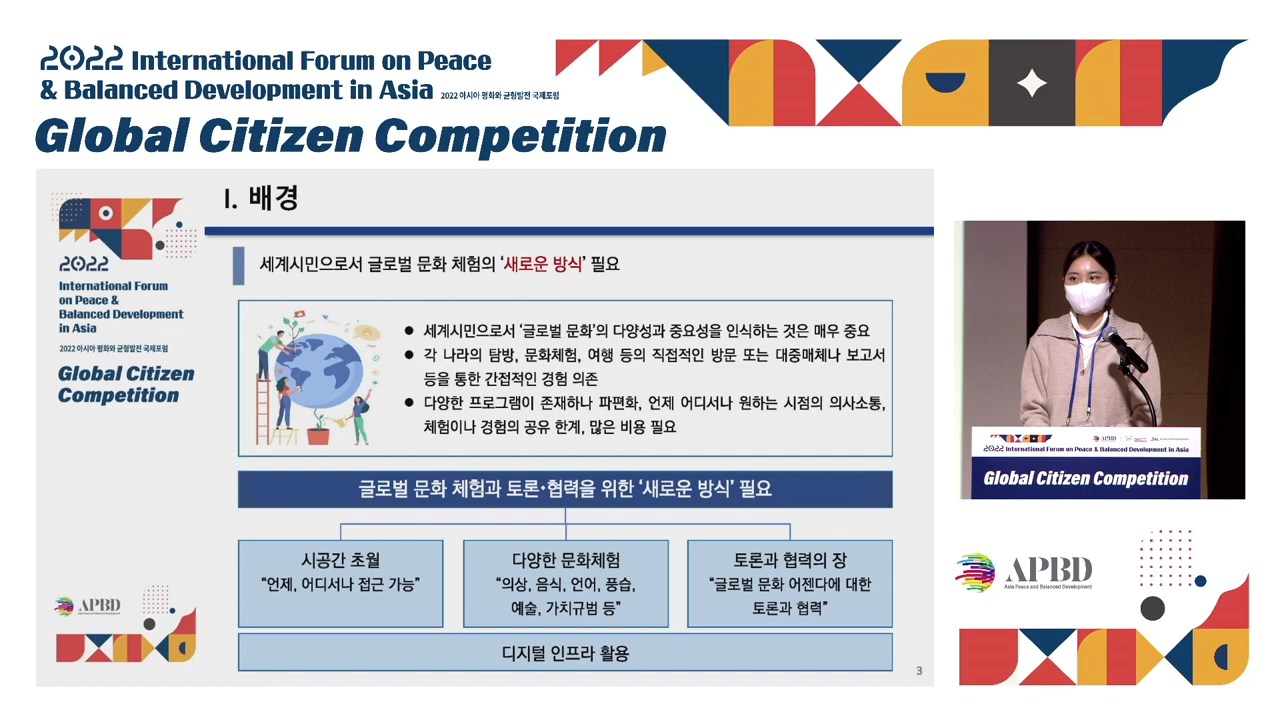 2022 International Forum on Peace
& Balanced Development in Asia 2022 아시아 평화와 균형발전 국제포럼
Global Citizen Competition
2022
International Forum
on Peace &
Balanced Development
in Asia
2022 아시아 평화와 균형발전 국제포럼
Global Citizen
Competition
APBD
Asia Peace and Balanced Development
I. 배경
세계시민으로서 글로벌 문화 체험의 ‘새로운 방식’ 필요
● 세계시민으로서 ‘글로벌 문화’의 다양성과 중요성을 인식하는 것은 매우 중요
● 각 나라의 탐방, 문화체험, 여행 등의 직접적인 방문 또는 대중매체나 보고서
등을 통한 간접적인 경험 의존
● 다양한 프로그램이 존재하나 파편화, 언제 어디서나 원하는 시점의 의사소통,
체험이나 경험의 공유 한계, 많은 비용 필요
글로벌 문화 체험과 토론·협력을 위한 ‘새로운 방식’ 필요
시공간 초월
“언제, 어디서나 접근 가능”
다양한 문화체험
“의상, 음식, 언어, 풍습,
예술, 가치규범 등”
토론과 협력의 장
“글로벌 문화 어젠다에 대한
토론과 협력”
디지털 인프라 활용
3
APBD
2022 International Forum on Peace & Balanced Development in Asia
Global Citizen Competition
APBD
Asia Peace and Balanced Development